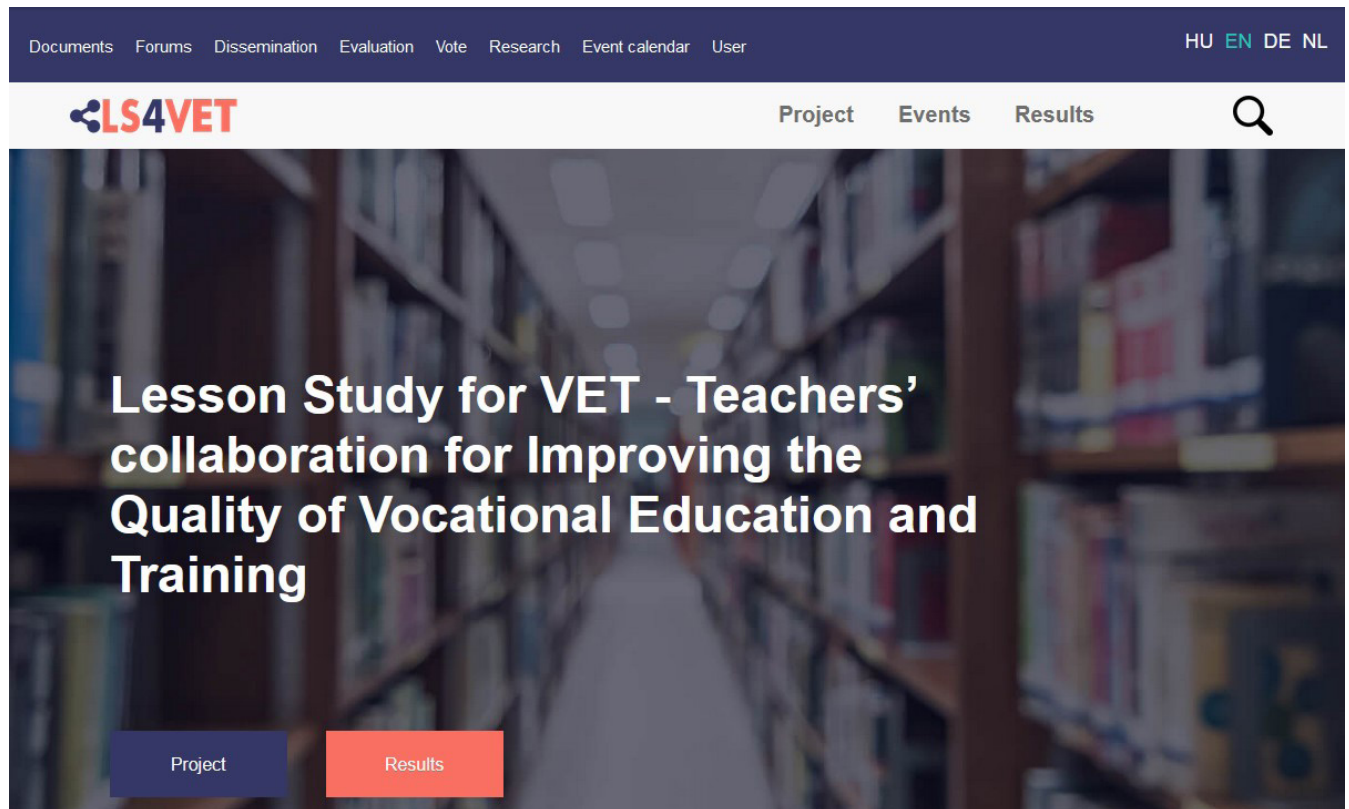 Documents Forums Dissemination Evaluation Vote Research Event calendar User
HU EN DE NL
LS4VET
Project Events Results
Lesson Study for VET - Teachers’
collaboration for Improving the
Quality of Vocational Education and
Training
Project
Results